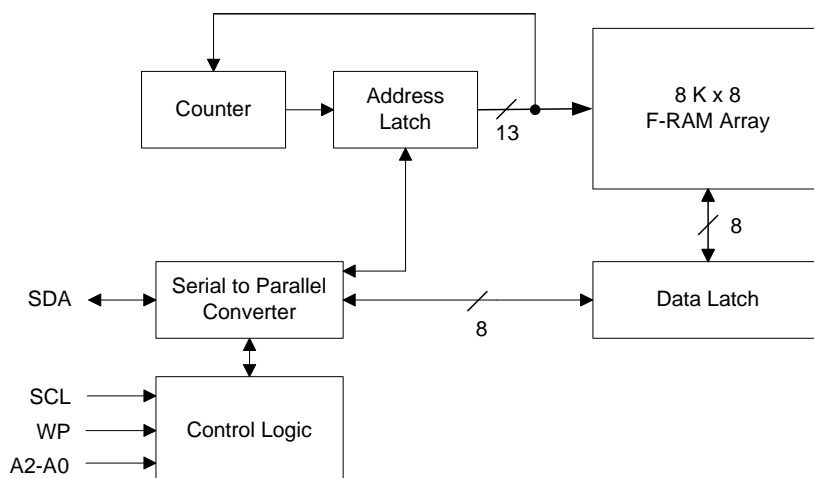 Counter
Address
Latch
13
8 K x 8
F-RAM Array
8
SDA
Serial to Parallel
Converter
8
Data Latch
SCL
WP
A2-A0
Control Logic